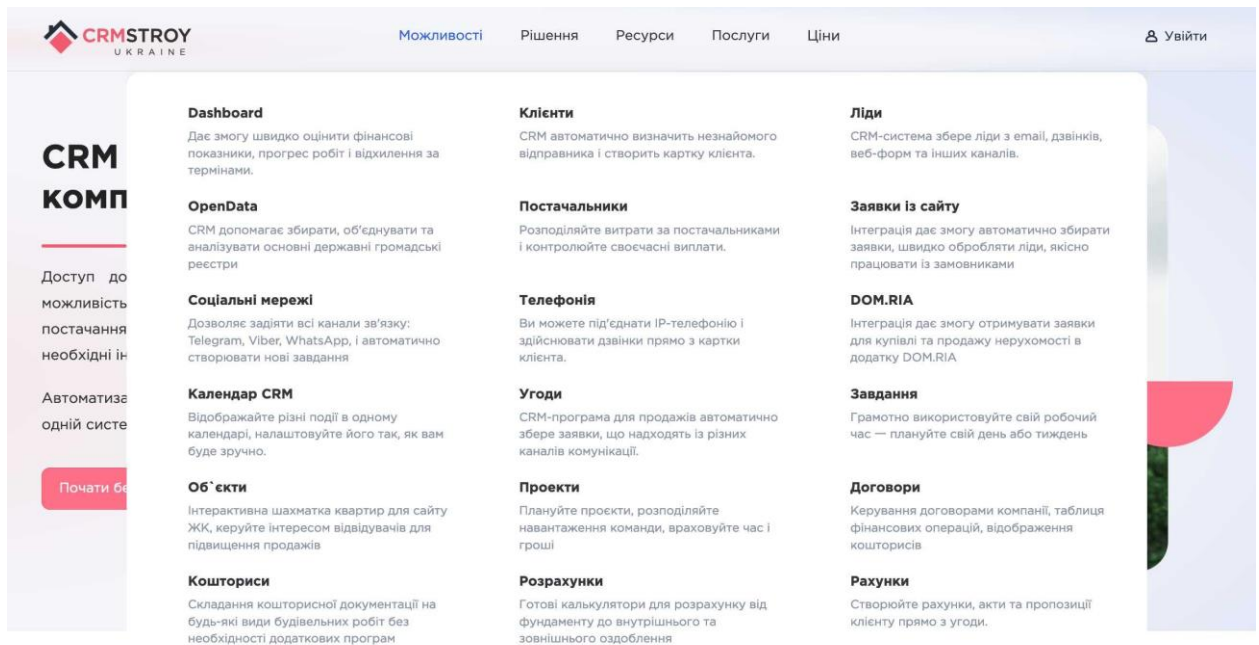 CRMSTROY
UKRAINE
Можливості
Рішення
Ресурси
Послуги
Ціни
Увійти
CRM
комп
Доступ до
можливість
постачання
необхідні ін
Автоматиза
одній систе
Почати бе
Dashboard
Дає змогу швидко оцінити фінансові
показники, прогрес робіт і відхилення за
термінами.
Клієнти
CRM автоматично визначить незнайомого
відправника і створить картку клієнта.
Ліди
CRM-система збере ліди з email, дзвінків,
веб-форм та інших каналів.
OpenData
CRM допомагає збирати, об'єднувати та
аналізувати основні державні громадські
реєстри
Постачальники
Розподіляйте витрати за постачальниками
і контролюйте своєчасні виплати.
Заявки із сайту
Інтеграція дає змогу автоматично збирати
заявки, швидко обробляти ліди, якісно
працювати із замовниками
Соціальні мережі
Дозволяє задіяти всі канали зв'язку:
Telegram, Viber, WhatsApp, і автоматично
створювати нові завдання
Телефонія
Ви можете під'єднати IP-телефонію і
здійснювати дзвінки прямо з картки
клієнта.
DOM.RIA
Інтеграція дає змогу отримувати заявки
для купівлі та продажу нерухомості в
додатку DOM.RIA
Календар CRM
Відображайте різні події в одному
календарі, налаштовуйте його так, як вам
буде зручно.
Угоди
CRM-програма для продажів автоматично
збере заявки, що надходять із різних
каналів комунікації.
Завдання
Грамотно використовуйте свій робочий
час — плануйте свій день або тиждень
Об`єкти
Інтерактивна шахматка квартир для сайту
ЖК, керуйте інтересом відвідувачів для
підвищення продажів
Проекти
Плануйте проєкти, розподіляйте
навантаження команди, враховуйте час і
гроші
Договори
Керування договорами компанії, таблиця
фінансових операцій, відображення
кошторисів
Кошториси
Складання кошторисної документації на
будь-які види будівельних робіт без
необхідності додаткових програм
Розрахунки
Готові калькулятори для розрахунку від
фундаменту до внутрішнього та
зовнішнього оздоблення
Рахунки
Створюйте рахунки, акти та пропозиції
клієнту прямо з угоди.